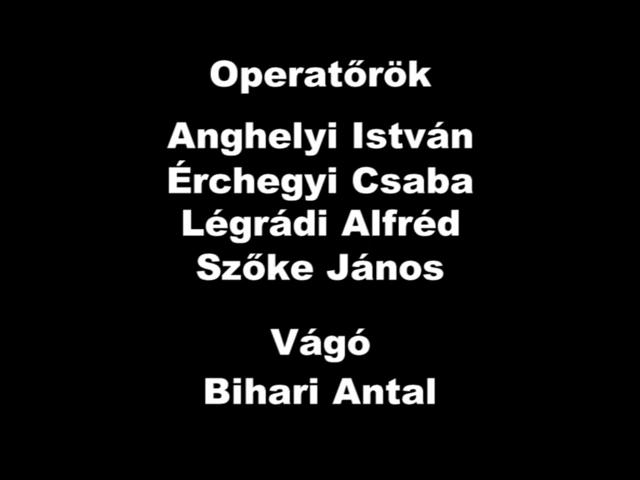 Operatőrök
Anghelyi István
Érchegyi Csaba
Légrádi Alfréd
Szőke János
Vágó
Bihari Antal